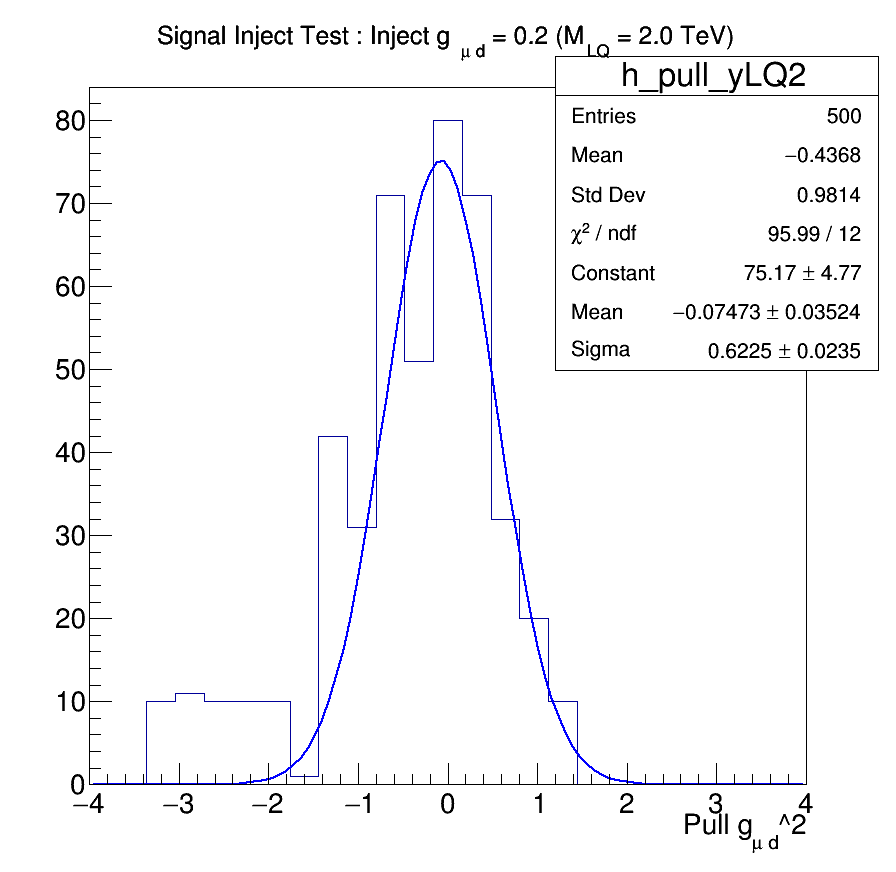 Signal Inject Test : Inject g μ d = 0.2 (M LQ = 2.0 TeV)
h_pull_yLQ2
Entries 500
Mean −0.4368
Std Dev 0.9814
χ² / ndf 95.99 / 12
Constant 75.17 ± 4.77
Mean −0.07473 ± 0.03524
Sigma 0.6225 ± 0.0235
80
70
60
50
40
30
20
10
0
−4 −3 −2 −1 0 1 2 3 4
Pull g μ d ^2